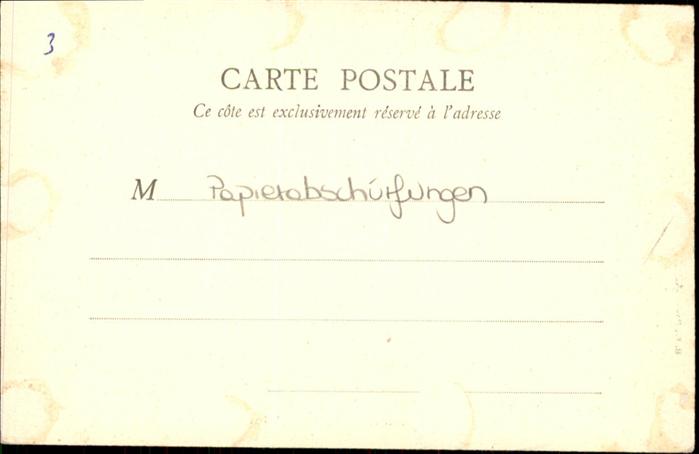 3
CARTE POSTALE
Ce côte est exclusivement réservé à l'adresse
M Papierabschürfungen